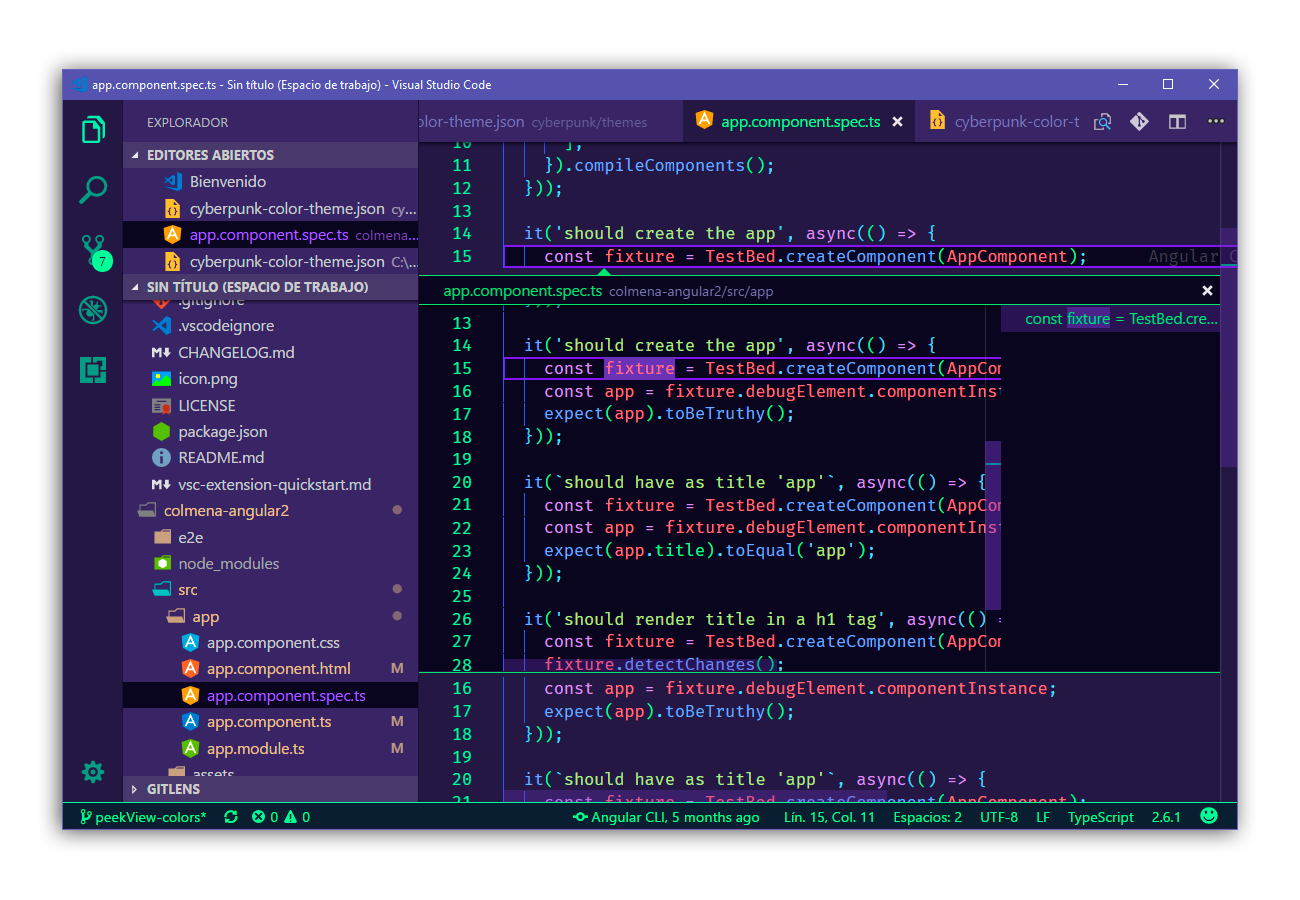 app.component.spec.ts - Sin título (Espacio de trabajo) - Visual Studio Code
EXPLORADOR
EDITORES ABIERTOS
Bienvenido
cyberpunk-color-theme.json cy...
app.component.spec.ts colmena...
cyberpunk-color-theme.json C:\...
SIN TÍTULO (ESPACIO DE TRABAJO)
.gitignore
.vscodeignore
M↓ CHANGELOG.md
icon.png
LICENSE
package.json
README.md
M↓ vsc-extension-quickstart.md
colmena-angular2
e2e
node_modules
src
app
app.component.css
app.component.html M
app.component.spec.ts
app.component.ts M
app.module.ts M
assets
GITLENS
7
olor-theme.json cyberpunk/themes
app.component.spec.ts
cyberpunk-color-t
10 ],
11 }).compileComponents();
12 }));
13
14 it('should create the app', async(() => {
15 const fixture = TestBed.createComponent(AppComponent); Angular C
app.component.spec.ts colmena-angular2/src/app
}));
13
14 it('should create the app', async(() => {
15 const fixture = TestBed.createComponent(AppCom
16 const app = fixture.debugElement.componentInst
17 expect(app).toBeTruthy();
18 }));
19
20 it(`should have as title 'app'`, async(() => {
21 const fixture = TestBed.createComponent(AppCom
22 const app = fixture.debugElement.componentInst
23 expect(app.title).toEqual('app');
24 }));
25
26 it('should render title in a h1 tag', async(() =
27 const fixture = TestBed.createComponent(AppCom
28 fixture.detectChanges();
const fixture = TestBed.cre...
16 const app = fixture.debugElement.componentInstance;
17 expect(app).toBeTruthy();
18 }));
19
20 it(`should have as title 'app'`, async(() => {
21 const fixture = TestBed.createComponent(AppComponent);
peekView-colors* 0 0 Angular CLI, 5 months ago Lín. 15, Col. 11 Espacios: 2 UTF-8 LF TypeScript 2.6.1